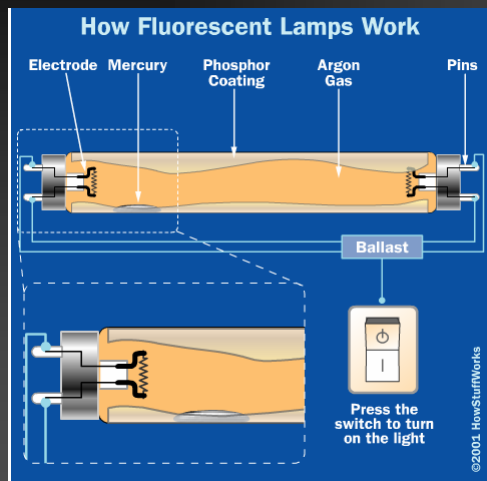 How Fluorescent Lamps Work
Electrode Mercury Phosphor Coating Argon Gas Pins
Ballast
Press the
switch to turn
on the light
©2001 HowStuffWorks